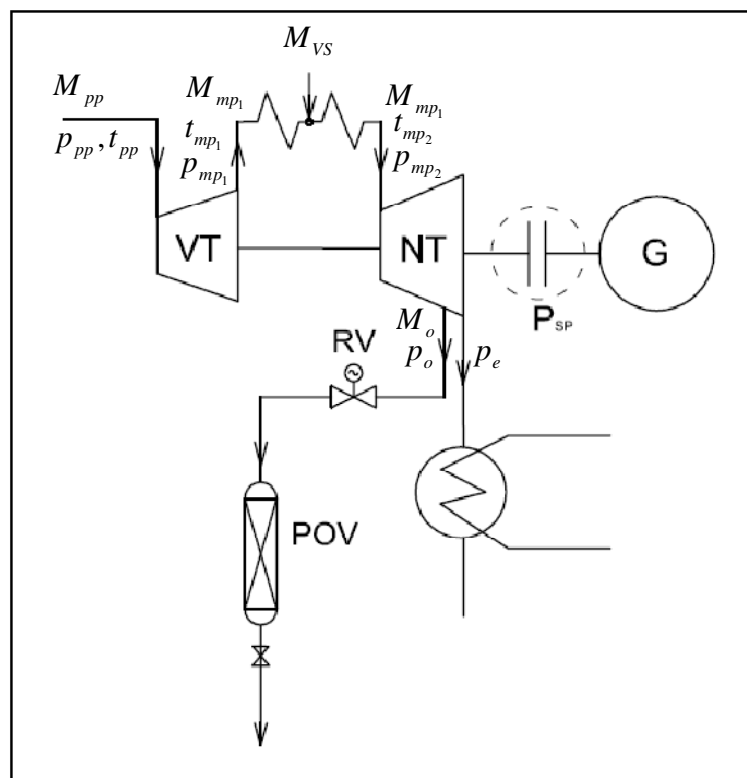 M_VS
M_pp
p_pp, t_pp
M_mp₁
t_mp₁
p_mp₁
M_mp₁
t_mp₂
p_mp₂
VT
NT
G
P_SP
M_o
p_o
p_e
RV
POV